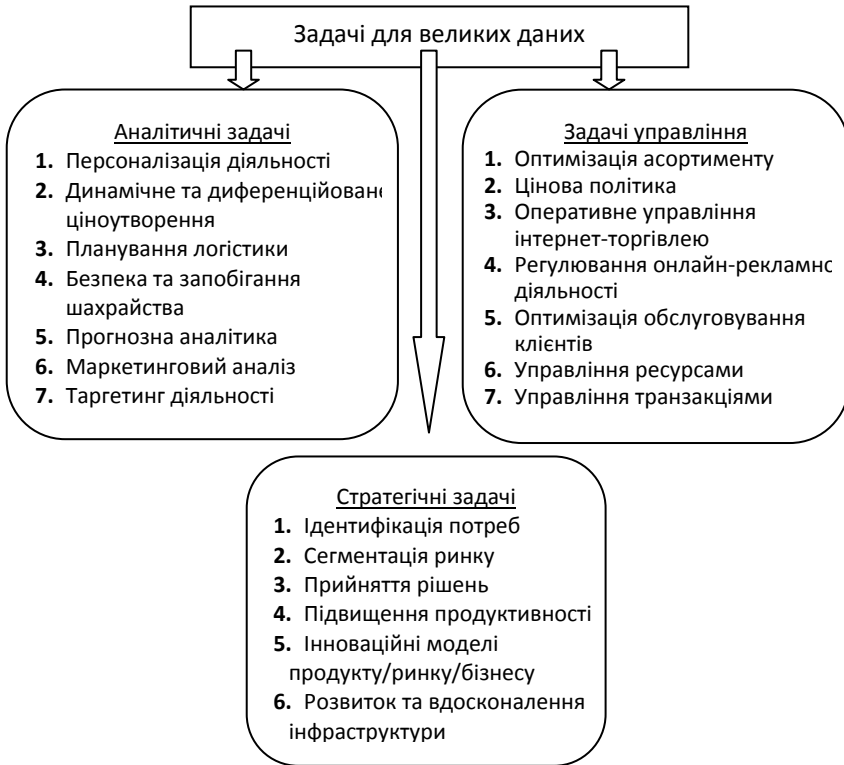 Задачі для великих даних
Аналітичні задачі
1. Персоналізація діяльності
2. Динамічне та диференційоване
ціноутворення
3. Планування логістики
4. Безпека та запобігання
шахрайства
5. Прогнозна аналітика
6. Маркетинговий аналіз
7. Таргетинг діяльності
Задачі управління
1. Оптимізація асортименту
2. Цінова політика
3. Оперативне управління
інтернет-торгівлею
4. Регулювання онлайн-рекламно
діяльності
5. Оптимізація обслуговування
клієнтів
6. Управління ресурсами
7. Управління транзакціями
Стратегічні задачі
1. Ідентифікація потреб
2. Сегментація ринку
3. Прийняття рішень
4. Підвищення продуктивності
5. Інноваційні моделі
продукту/ринку/бізнесу
6. Розвиток та вдосконалення
інфраструктури